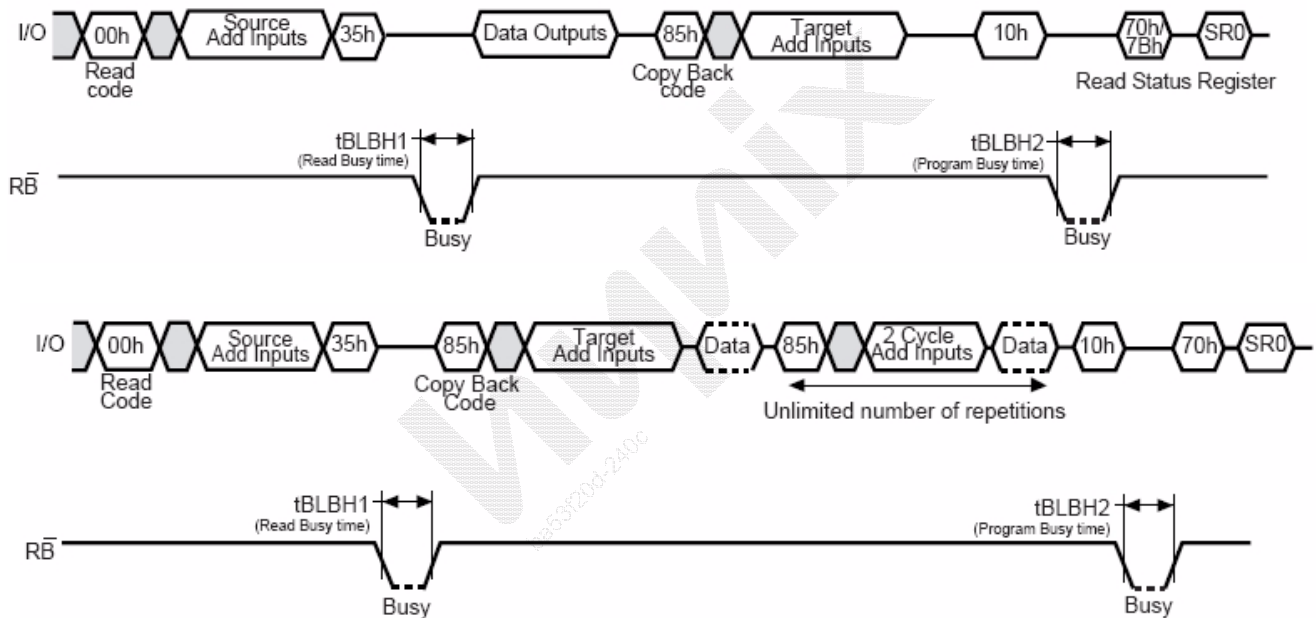 I/O 00h Source Add Inputs 35h Data Outputs 85h Target Add Inputs 10h 70h/7Bh SR0
Read code
Copy Back code
Read Status Register
tBLBH1
(Read Busy time)
tBLBH2
(Program Busy time)
RB̅
Busy
Busy
I/O 00h Source Add Inputs 35h 85h Target Add Inputs Data 85h 2 Cycle Add Inputs Data 10h 70h SR0
Read Code
Copy Back Code
Unlimited number of repetitions
tBLBH1
(Read Busy time)
tBLBH2
(Program Busy time)
RB̅
Busy
Busy
hynix